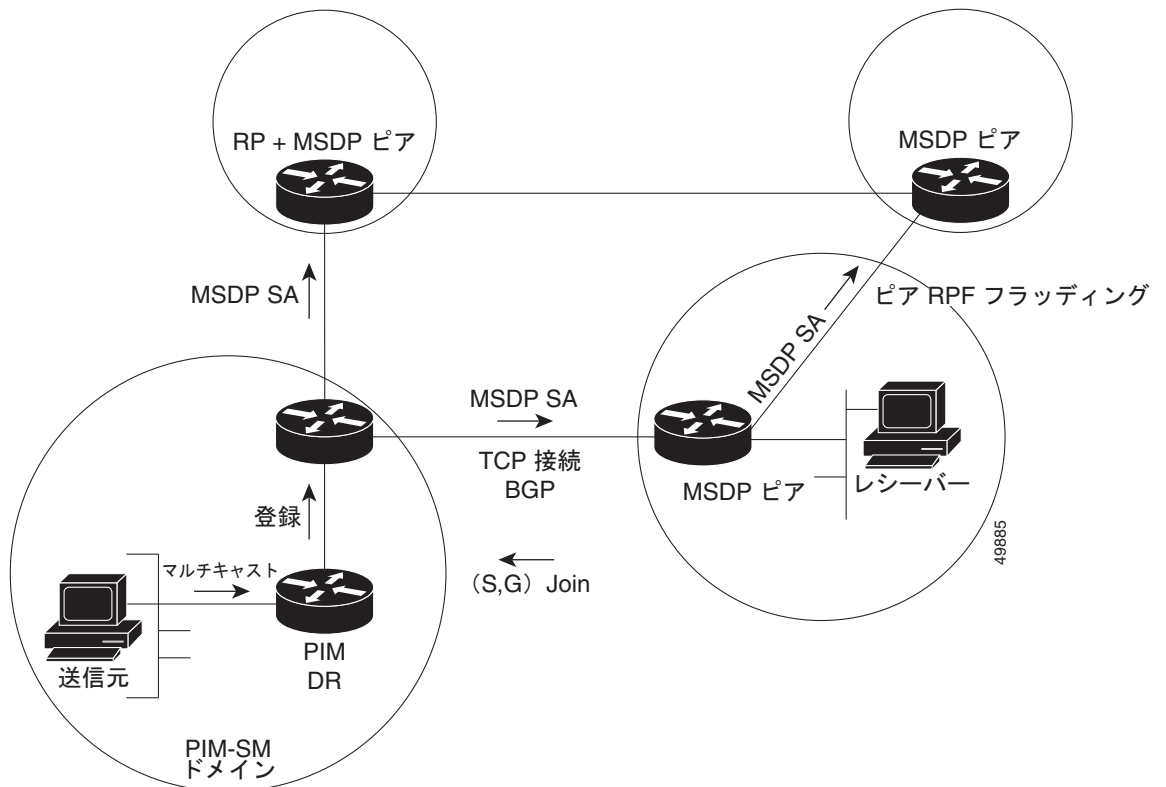 RP + MSDP ピア
MSDP ピア
MSDP SA
ピア RPF フラッディング
MSDP SA
MSDP SA
TCP 接続
BGP
MSDP ピア
レシーバー
登録
49885
マルチキャスト
（S,G）Join
送信元
PIM
DR
PIM-SM
ドメイン